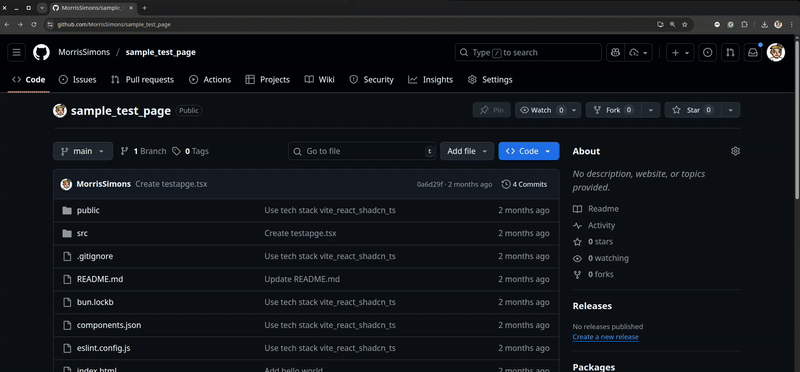 MorrisSimons/sample_
github.com/MorrisSimons/sample_test_page
MorrisSimons / sample_test_page
Type / to search
Code Issues Pull requests Actions Projects Wiki Security Insights Settings
sample_test_page Public
Pin Watch 0 Fork 0 Star 0
main 1 Branch 0 Tags Go to file t Add file Code
About
No description, website, or topics
provided.
MorrisSimons Create testapge.tsx 0a6d29f · 2 months ago 4 Commits
public Use tech stack vite_react_shadcn_ts 2 months ago
Readme
Activity
src Create testapge.tsx 2 months ago
0 stars
.gitignore Use tech stack vite_react_shadcn_ts 2 months ago
0 watching
README.md Update README.md 2 months ago
0 forks
bun.lockb Use tech stack vite_react_shadcn_ts 2 months ago
Releases
components.json Use tech stack vite_react_shadcn_ts 2 months ago
No releases published
Create a new release
eslint.config.js Use tech stack vite_react_shadcn_ts 2 months ago
index.html Add hello world 2 months ago
Packages